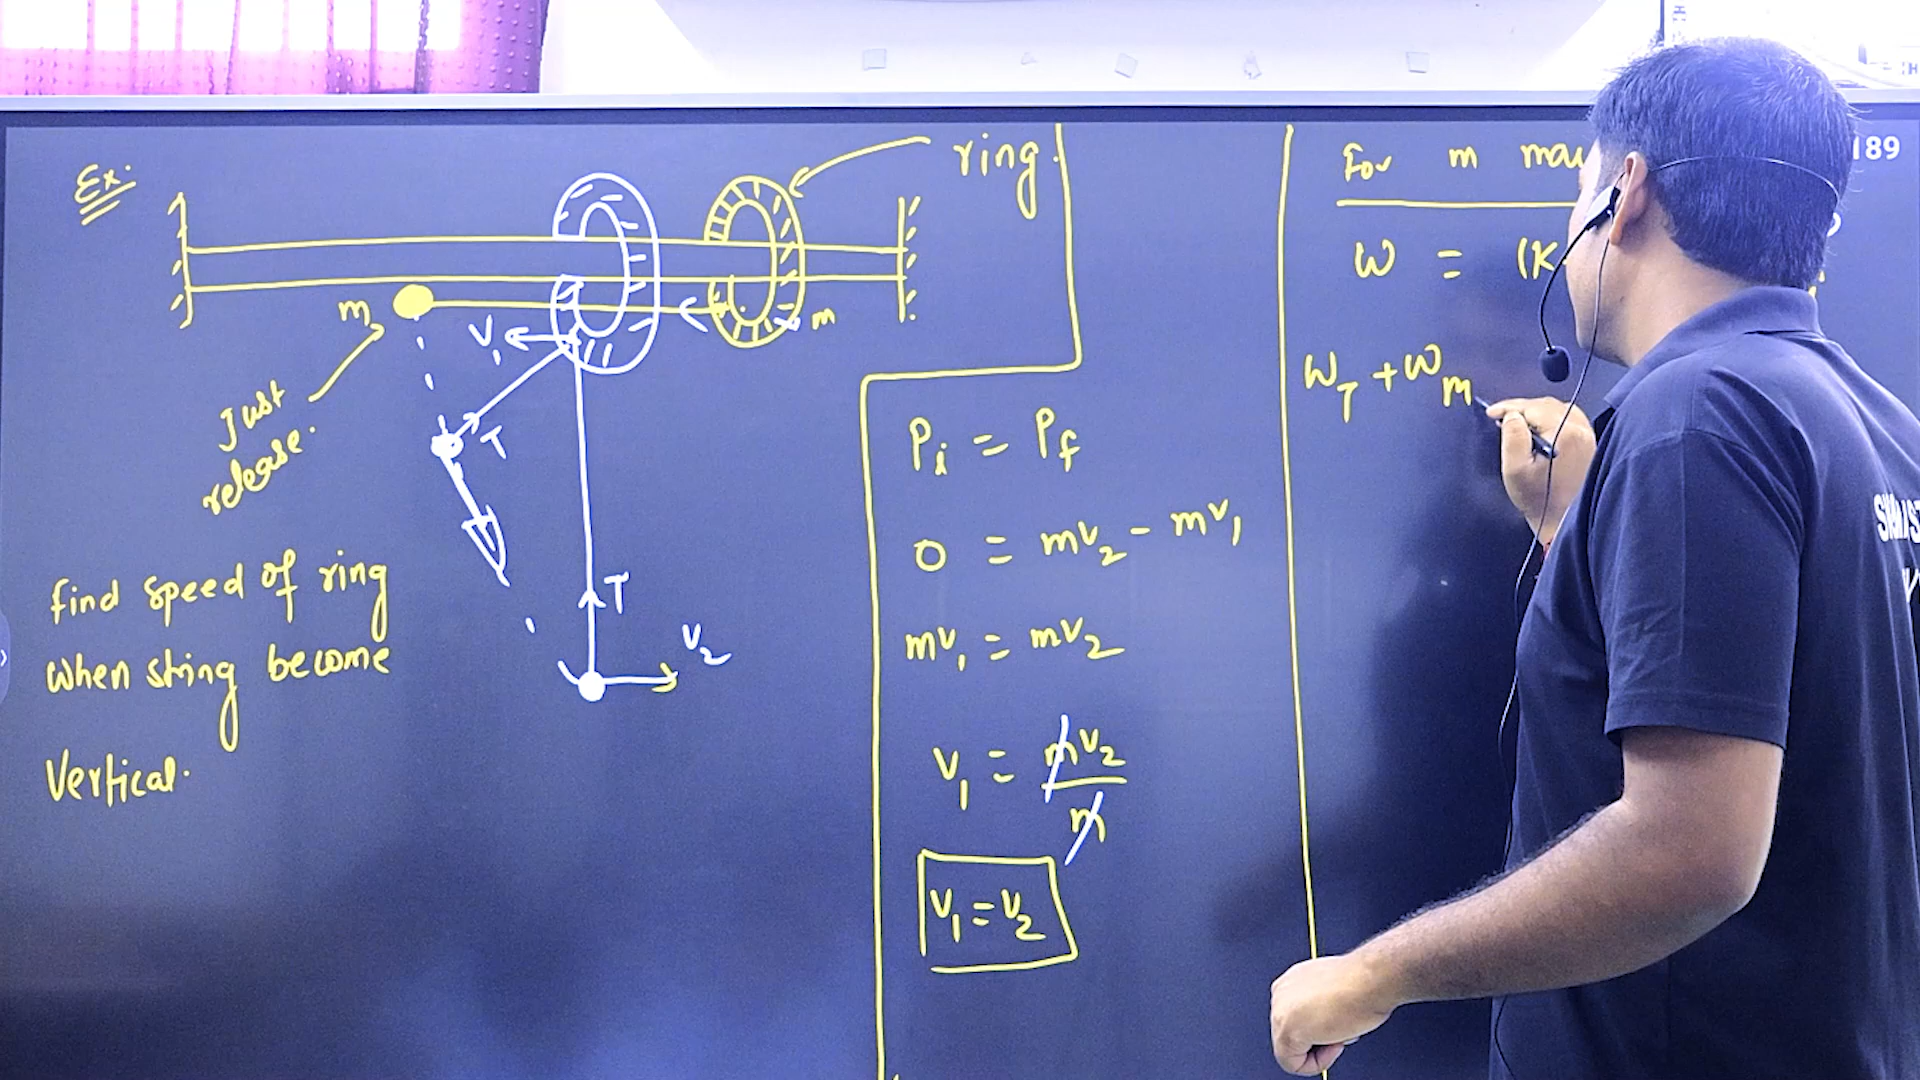 Ex.
ring.
m
m
V1
T
Just
release.
T
V2
find speed of ring
when string become
Vertical.
Pi = Pf
0 = mv2 - mv1
mv1 = mv2
v1 = mv2
m
v1 = v2
For m
W = (K
WT + Wm
189